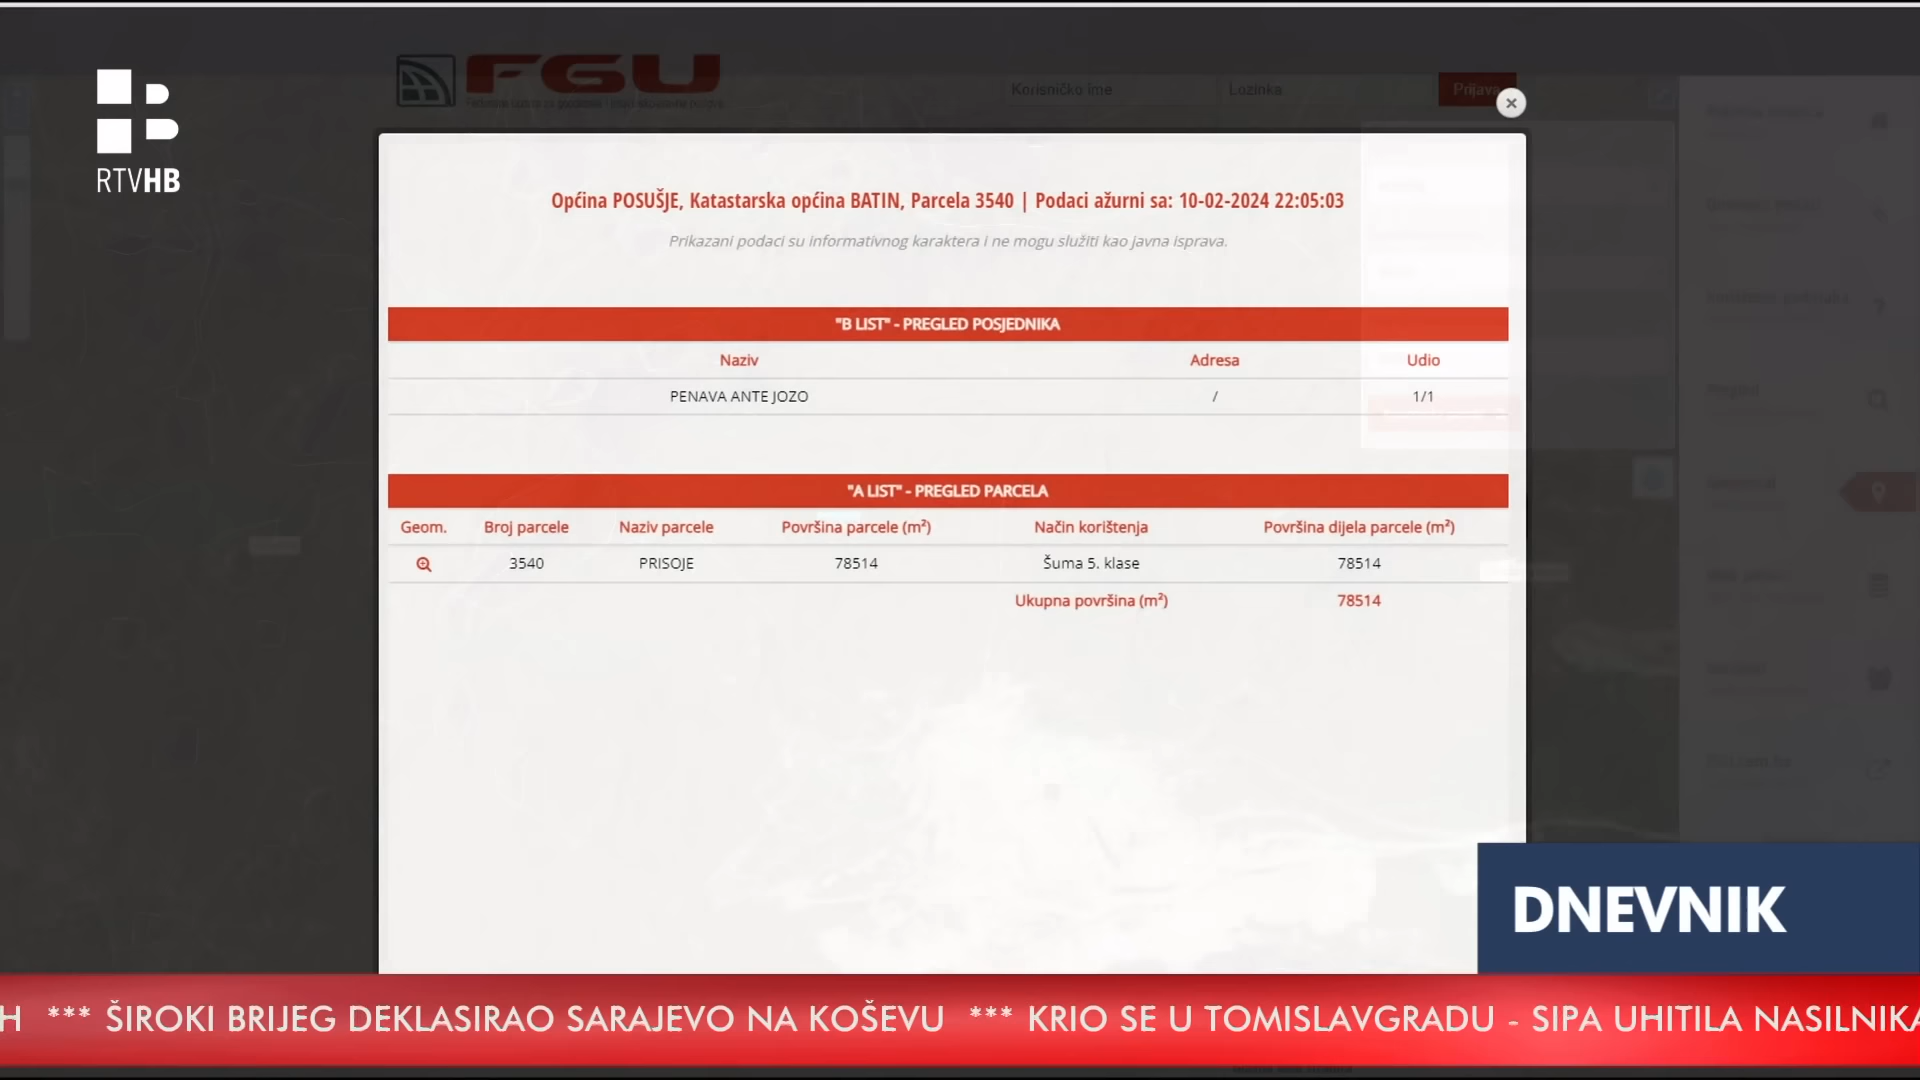 FGU
Korisničko ime
Lozinka
Prijava
RTVHB
Općina POSUŠJE, Katastarska općina BATIN, Parcela 3540 | Podaci ažurni sa: 10-02-2024 22:05:03
Prikazani podaci su informativnog karaktera i ne mogu služiti kao javna isprava.
"B LIST" - PREGLED POSJEDNIKA
Naziv Adresa Udio
PENAVA ANTE JOZO / 1/1
"A LIST" - PREGLED PARCELA
Geom. Broj parcele Naziv parcele Površina parcele (m²) Način korištenja Površina dijela parcele (m²)
3540 PRISOJE 78514 Šuma 5. klase 78514
Ukupna površina (m²) 78514
DNEVNIK
H *** ŠIROKI BRIJEG DEKLASIRAO SARAJEVO NA KOŠEVU *** KRIO SE U TOMISLAVGRADU - SIPA UHITILA NASILNIKA